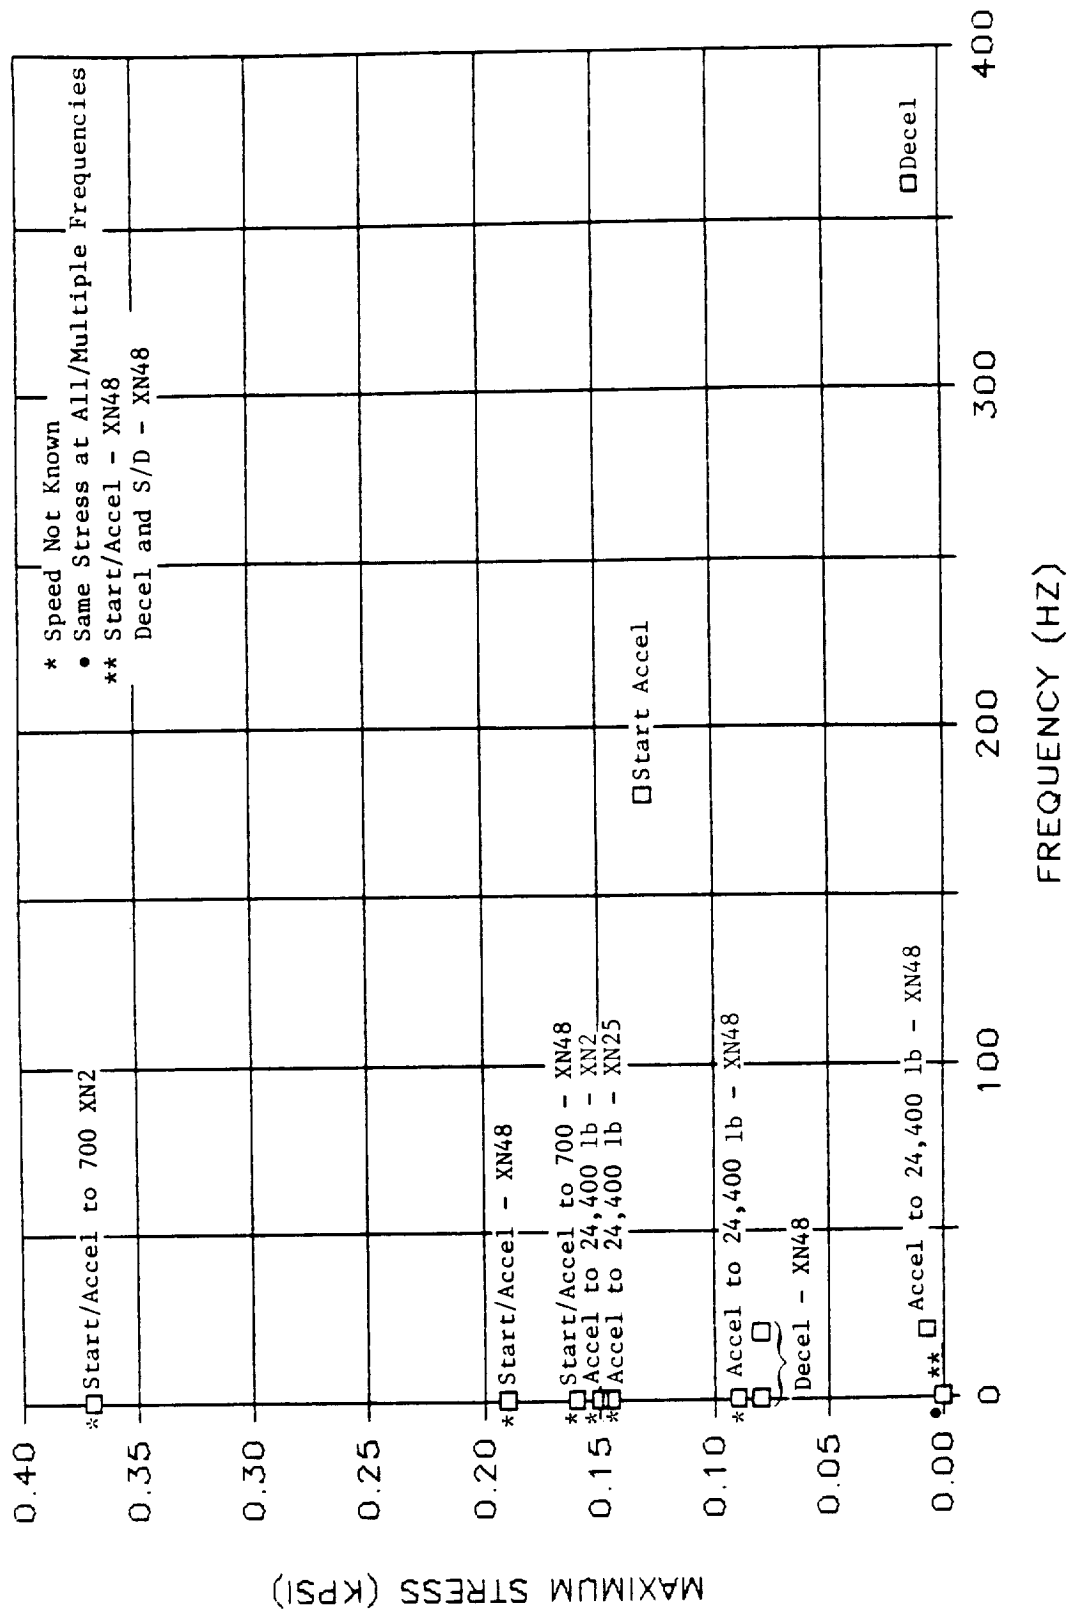 * Speed Not Known
• Same Stress at All/Multiple Frequencies
** Start/Accel - XN48
Decel and S/D - XN48
MAXIMUM STRESS (KPSI)
0.40
0.35
0.30
0.25
0.20
0.15
0.10
0.05
0.00
* Start/Accel to 700 XN2
* Start/Accel - XN48
* Start/Accel to 700 - XN48
* Accel to 24,400 lb - XN2
* Accel to 24,400 lb - XN25
Start Accel
* Accel to 24,400 lb - XN48
Decel - XN48
Accel to 24,400 lb - XN48
• **
Decel
0
100
200
300
400
FREQUENCY (HZ)